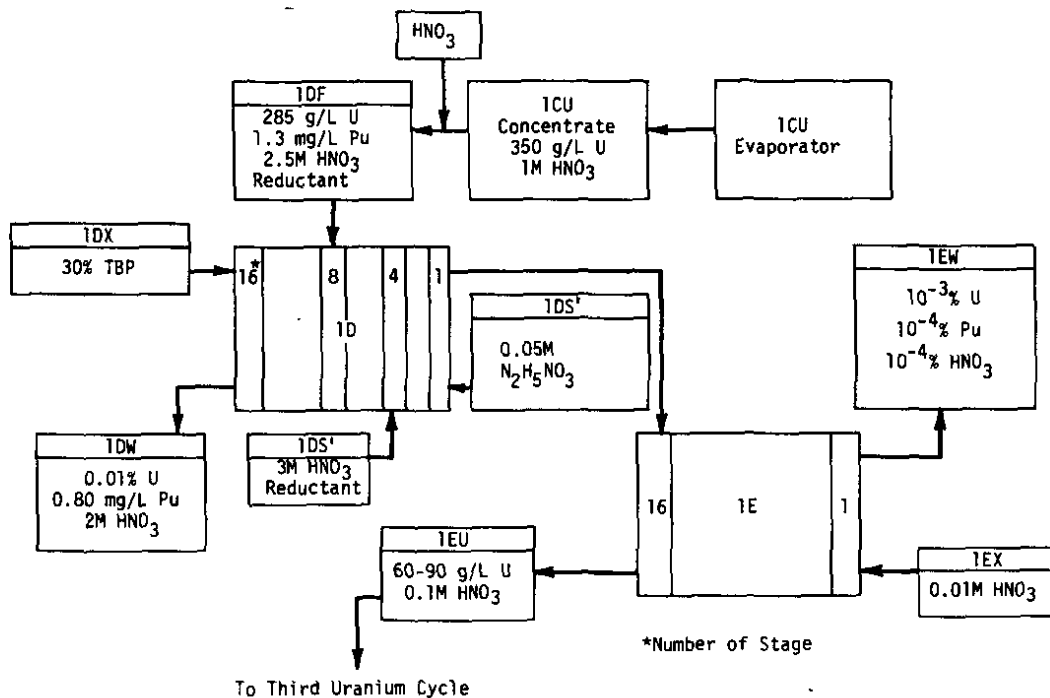 HNO3
1DF
285 g/L U
1.3 mg/L Pu
2.5M HNO3
Reductant
1CU
Concentrate
350 g/L U
1M HNO3
1CU
Evaporator
1DX
30% TBP
16*
8
4
1
1D
1DS'
0.05M
N2H5NO3
1EW
10-3% U
10-4% Pu
10-4% HNO3
1DW
0.01% U
0.80 mg/L Pu
2M HNO3
1DS'
3M HNO3
Reductant
16
1E
1
1EU
60-90 g/L U
0.1M HNO3
1EX
0.01M HNO3
*Number of Stage
To Third Uranium Cycle